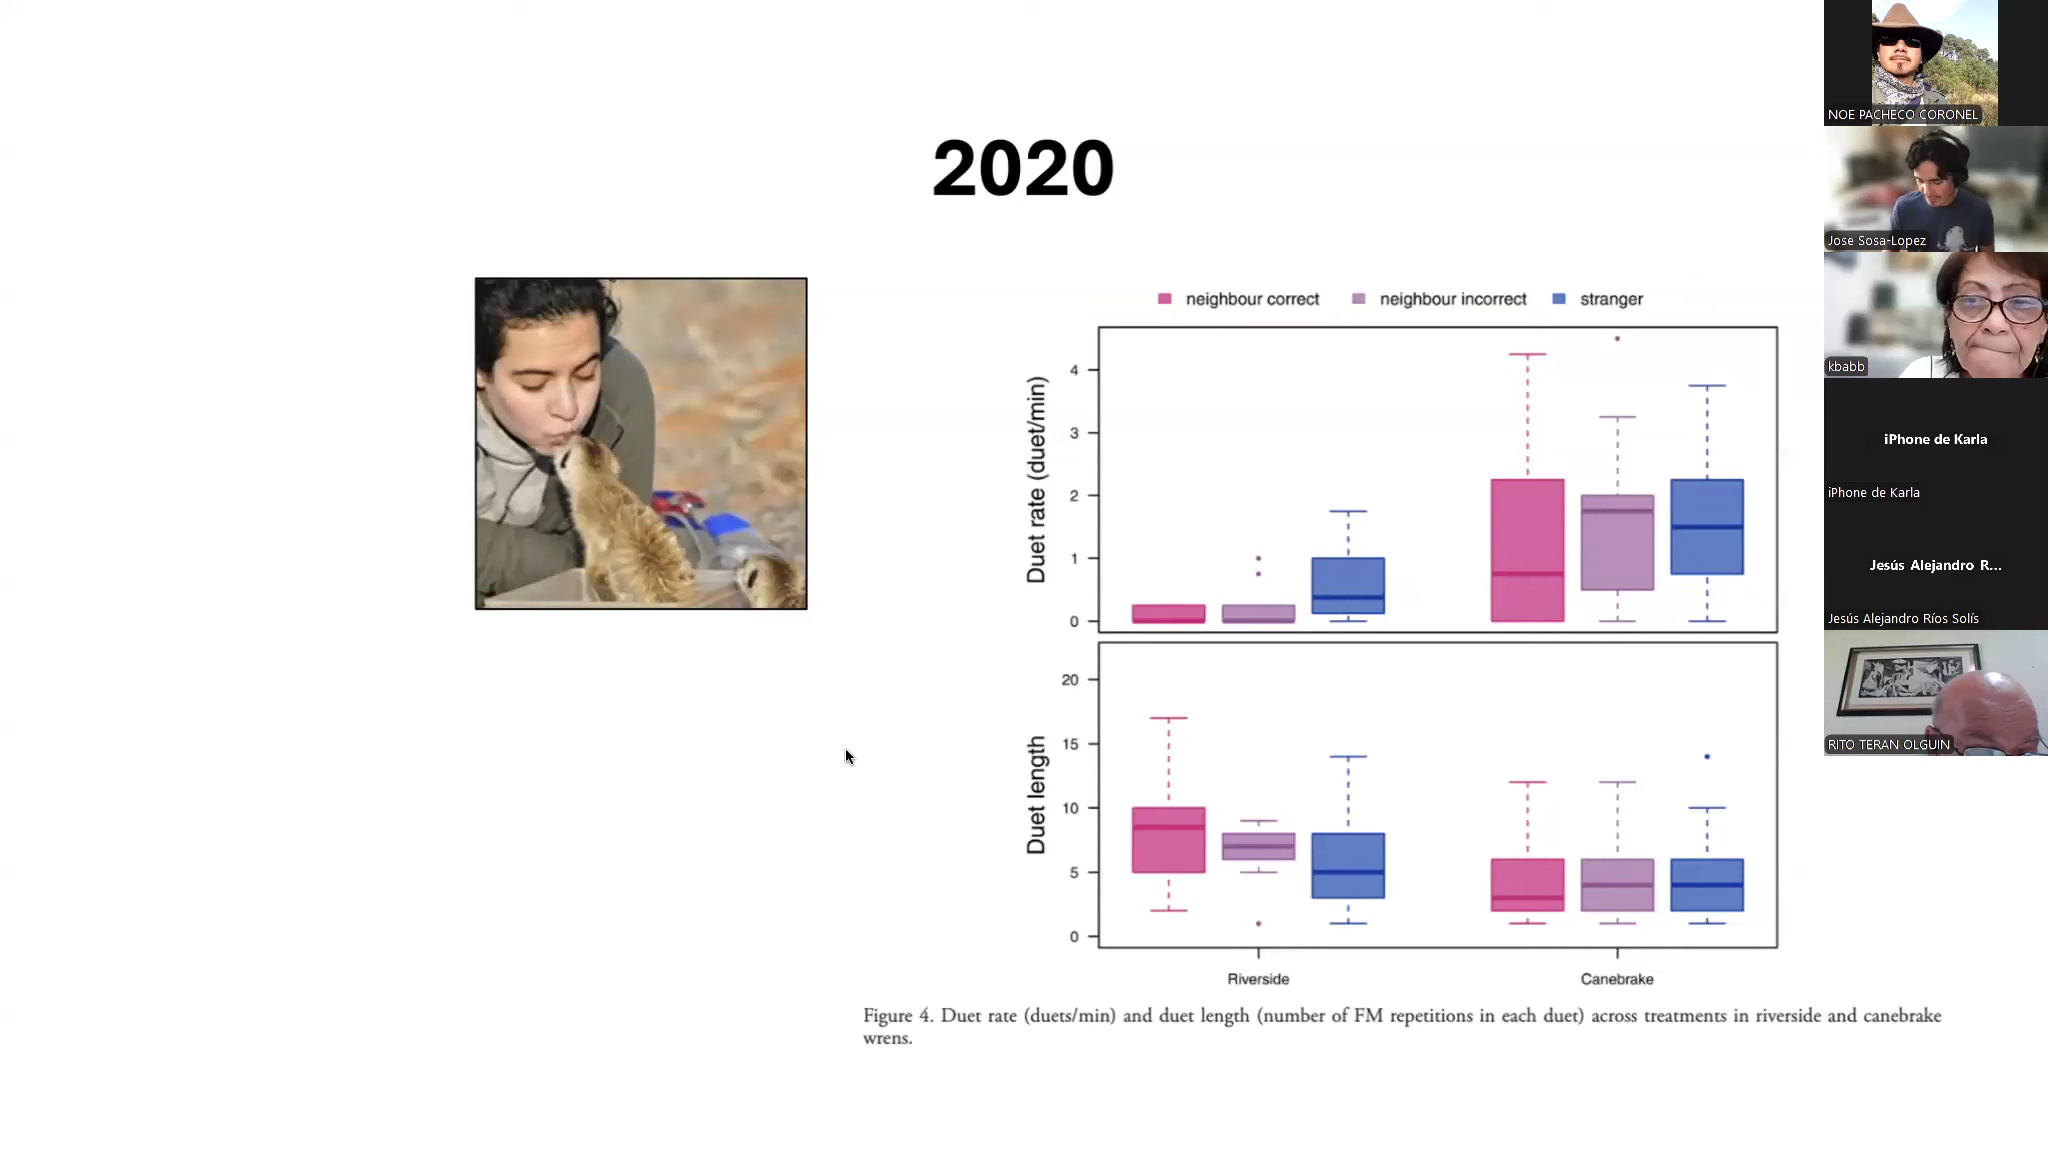 2020
neighbour correct
neighbour incorrect
stranger
Duet rate (duet/min)
4
3
2
1
0
Duet length
20
15
10
5
0
Riverside
Canebrake
Figure 4. Duet rate (duets/min) and duet length (number of FM repetitions in each duet) across treatments in riverside and canebrake
wrens.
NOE PACHECO CORONEL
Jose Sosa-Lopez
kbabb
iPhone de Karla
iPhone de Karla
Jesús Alejandro R...
Jesús Alejandro Ríos Solís
RITO TERAN OLGUIN